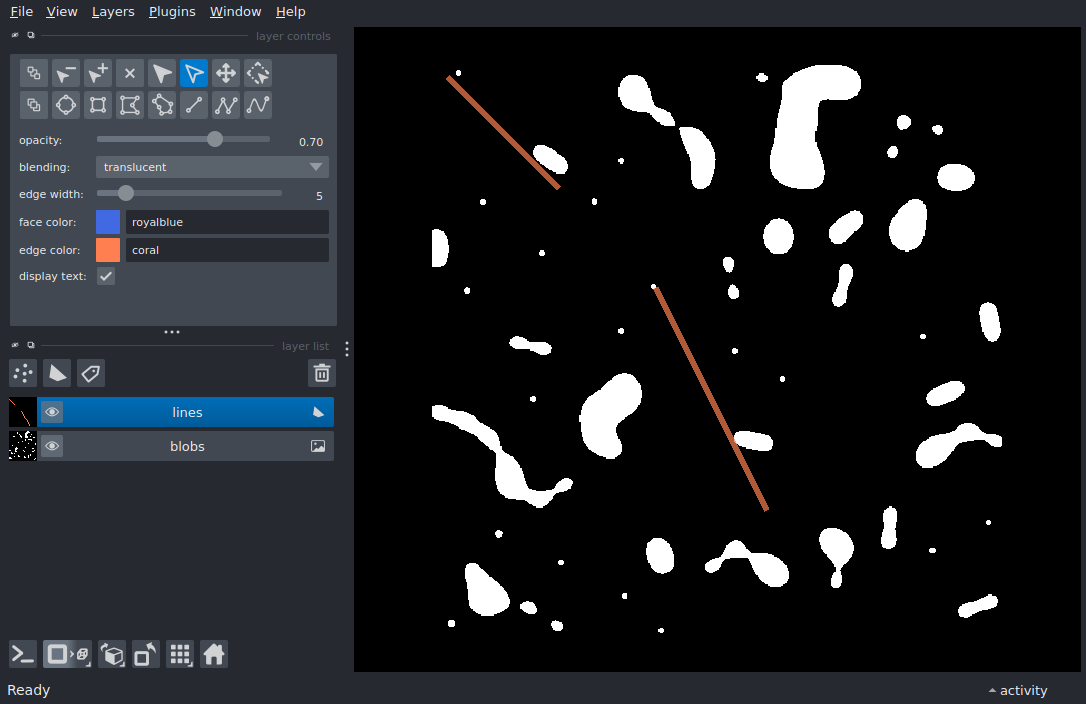 File View Layers Plugins Window Help
layer controls
opacity: 0.70
blending: translucent
edge width: 5
face color: royalblue
edge color: coral
display text:
layer list
lines
blobs
Ready activity